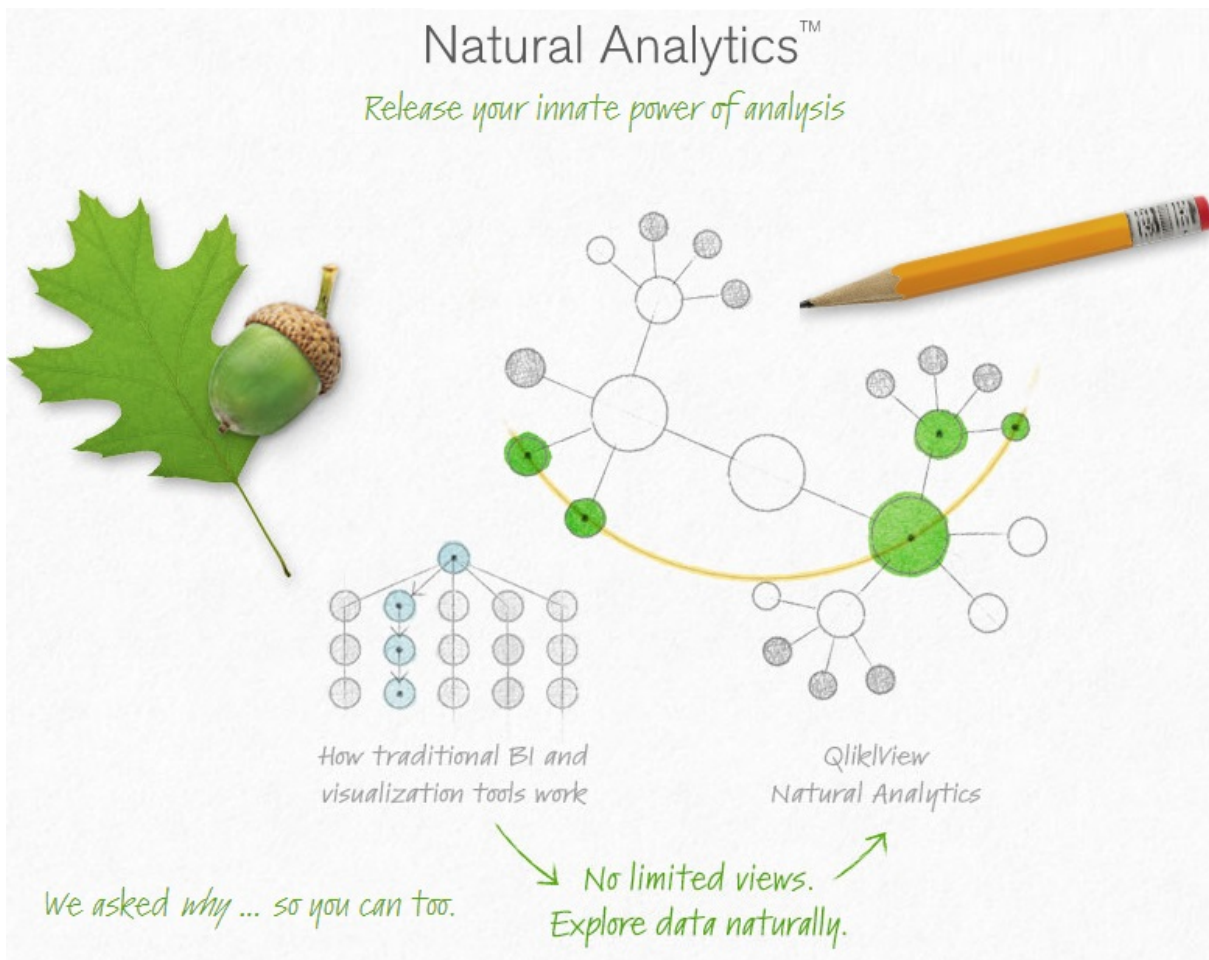 Natural Analytics™
Release your innate power of analysis
How traditional BI and
visualization tools work
QliklView
Natural Analytics
No limited views.
Explore data naturally.
We asked why ... so you can too.